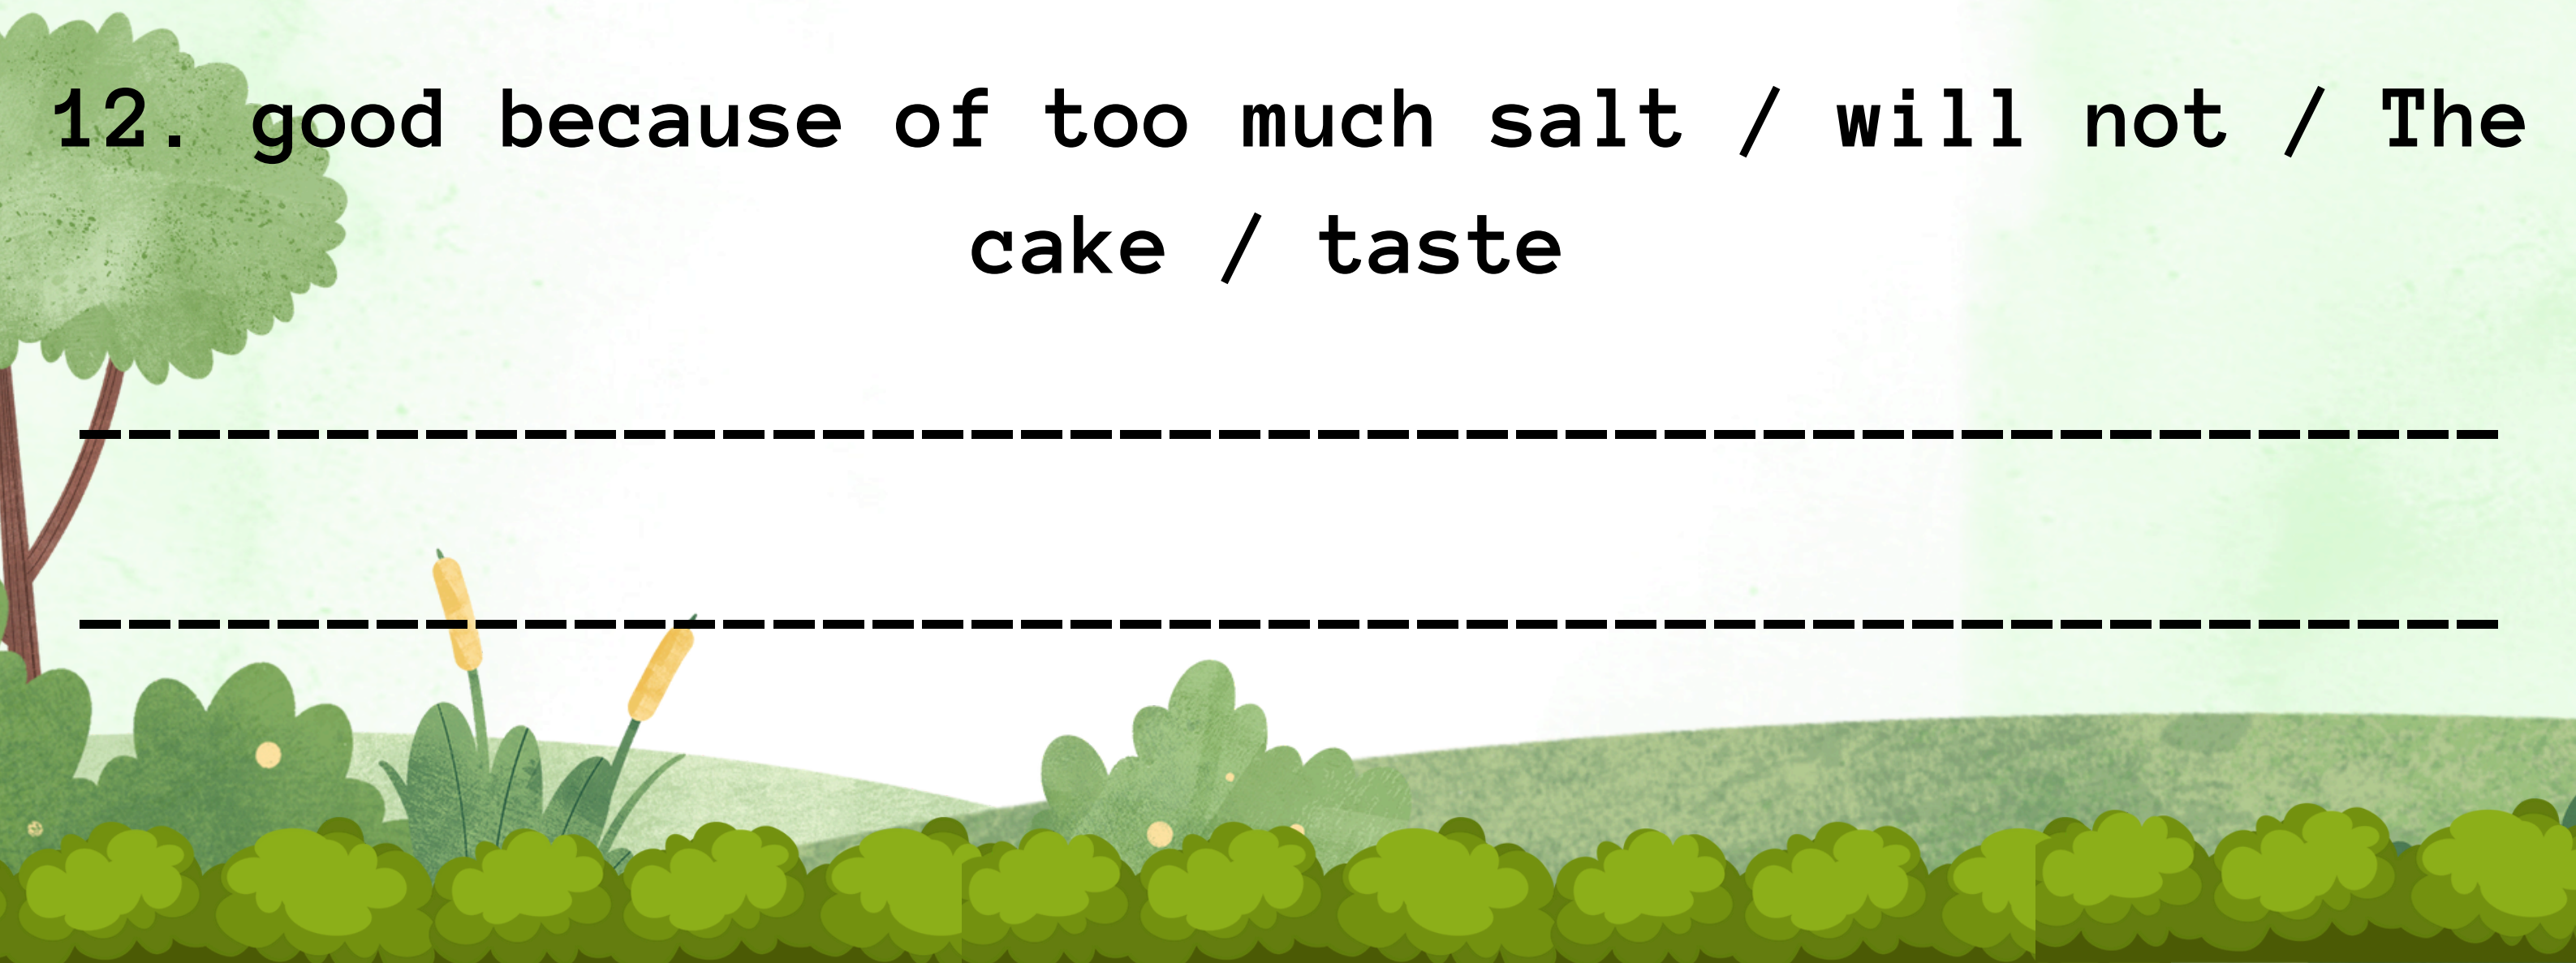 12. good because of too much salt / will not / The
cake / taste